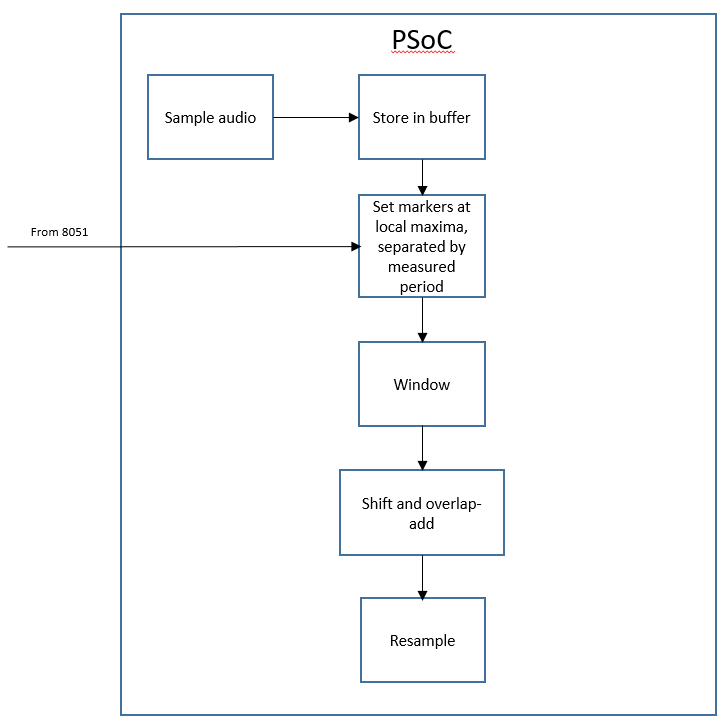 PSoC
Sample audio
Store in buffer
From 8051
Set markers at
local maxima,
separated by
measured
period
Window
Shift and overlap-
add
Resample